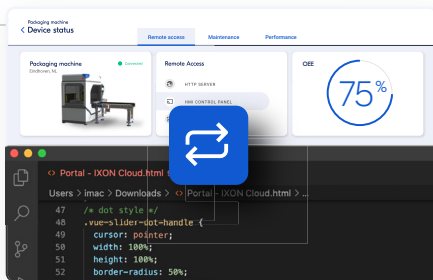 Packaging machine
Device status
Remote access
Maintenance
Performance
Packaging machine
Connected
Eindhoven, NL
Remote Access
HTTP SERVER
HMI CONTROL PANEL
OEE
75%
Portal - IXON Cloud.html
Users › imac › Downloads › <> Portal - IXON Cloud.html › ...
47 /* dot style */
48 .vue-slider-dot-handle {
49 cursor: pointer;
50 width: 100%;
51 height: 100%;
52 border-radius: 50%;